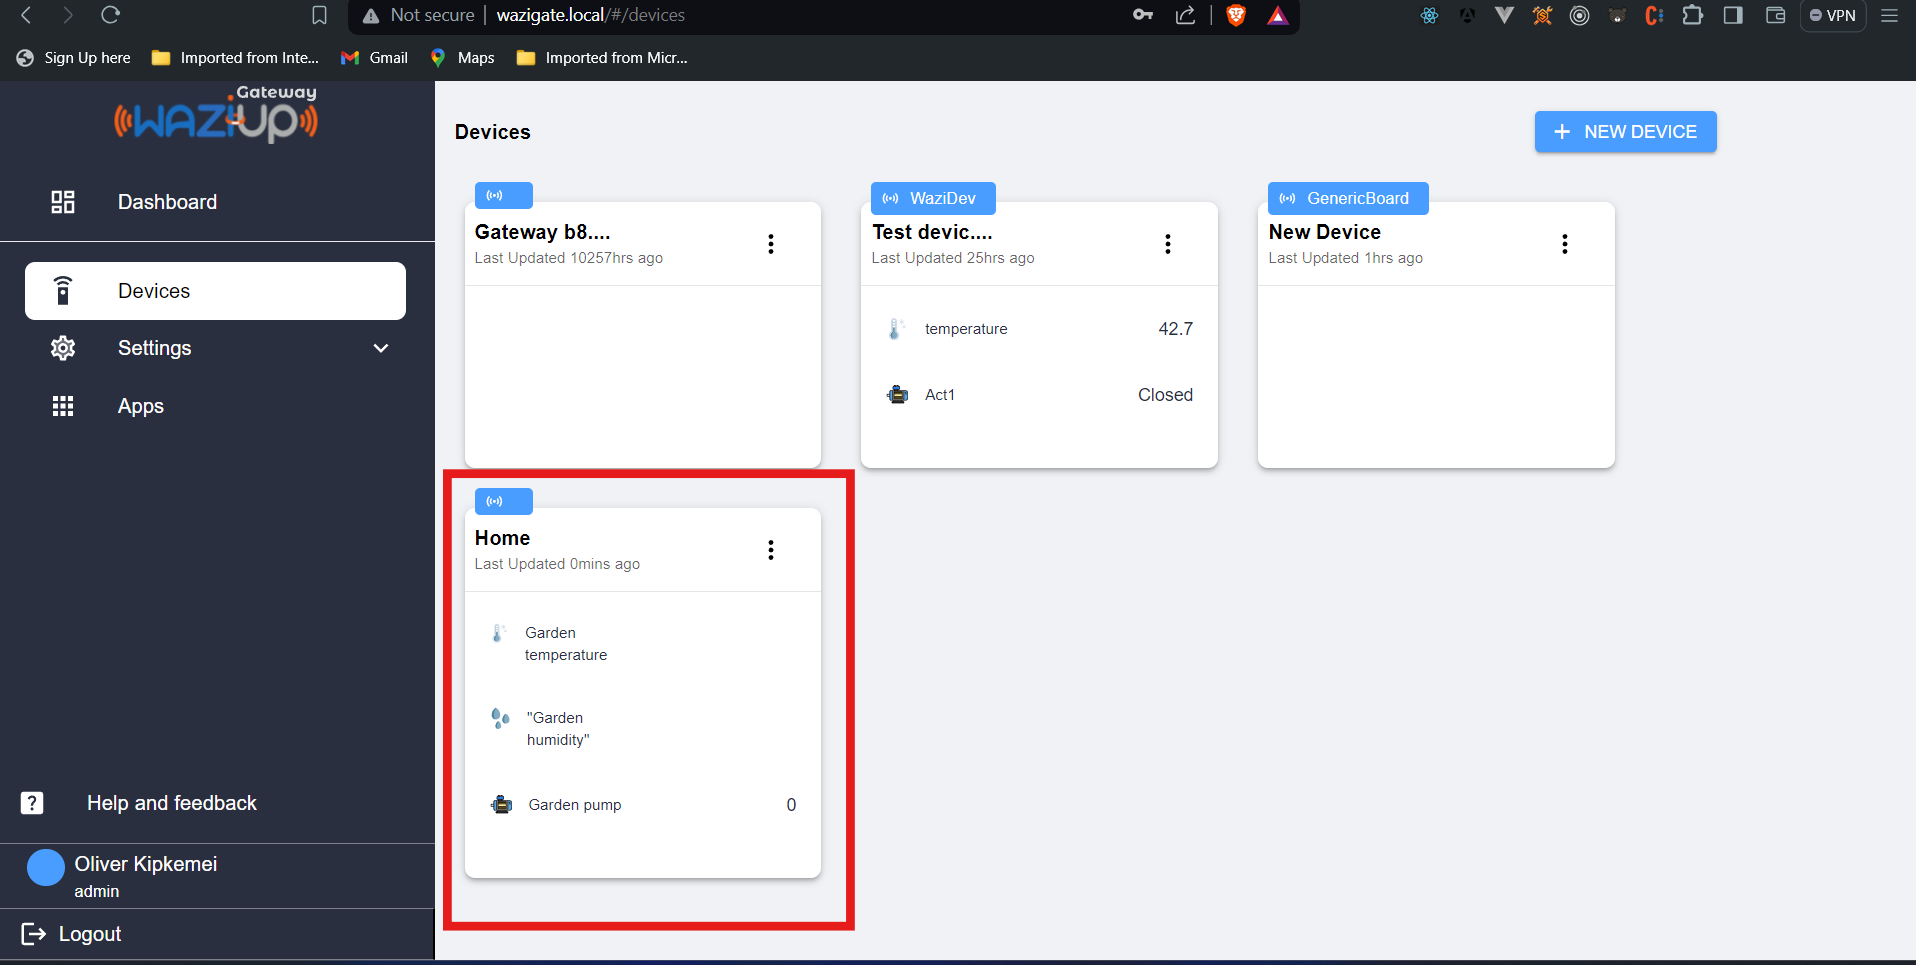 Not secure | wazigate.local/#/devices
VPN
Sign Up here
Imported from Inte...
Gmail
Maps
Imported from Micr...
Gateway
WAZIUP
Dashboard
Devices
Settings
Apps
Help and feedback
Oliver Kipkemei
admin
Logout
Devices
+ NEW DEVICE
Gateway b8....
Last Updated 10257hrs ago
WaziDev
Test devic....
Last Updated 25hrs ago
temperature 42.7
Act1 Closed
GenericBoard
New Device
Last Updated 1hrs ago
Home
Last Updated 0mins ago
Garden
temperature
"Garden
humidity"
Garden pump 0